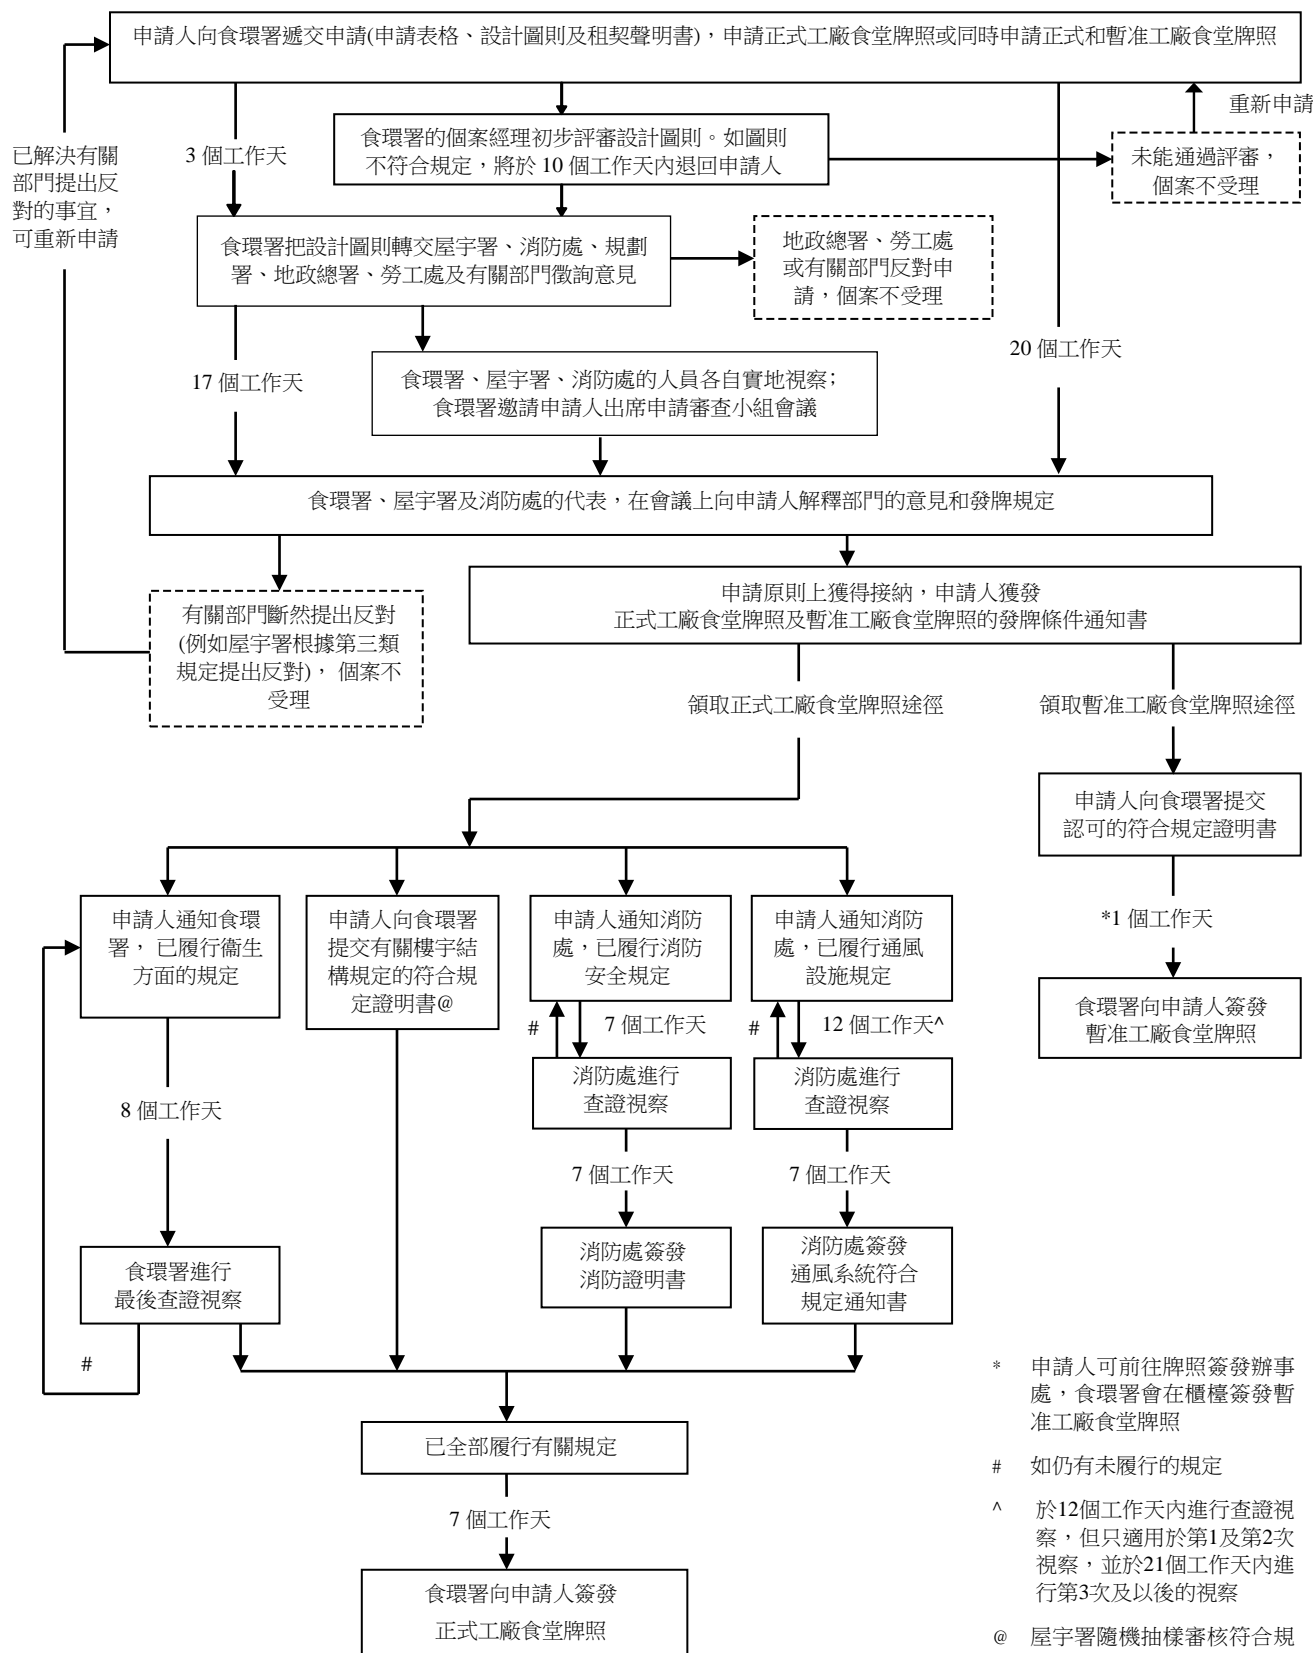 申請人向食環署遞交申請(申請表格、設計圖則及租契聲明書)，申請正式工廠食堂牌照或同時申請正式和暫准工廠食堂牌照
重新申請
已解決有關
部門提出反
對的事宜，
可重新申請
3 個工作天
食環署的個案經理初步評審設計圖則。如圖則
不符合規定，將於 10 個工作天內退回申請人
未能通過評審，
個案不受理
食環署把設計圖則轉交屋宇署、消防處、規劃
署、地政總署、勞工處及有關部門徵詢意見
地政總署、勞工處
或有關部門反對申
請，個案不受理
17 個工作天
20 個工作天
食環署、屋宇署、消防處的人員各自實地視察；
食環署邀請申請人出席申請審查小組會議
食環署、屋宇署及消防處的代表，在會議上向申請人解釋部門的意見和發牌規定
有關部門斷然提出反對
(例如屋宇署根據第三類
規定提出反對)， 個案不
受理
申請原則上獲得接納，申請人獲發
正式工廠食堂牌照及暫准工廠食堂牌照的發牌條件通知書
領取正式工廠食堂牌照途徑
領取暫准工廠食堂牌照途徑
申請人向食環署提交
認可的符合規定證明書
*1 個工作天
食環署向申請人簽發
暫准工廠食堂牌照
申請人通知食環
署， 已履行衞生
方面的規定
申請人向食環署
提交有關樓宇結
構規定的符合規
定證明書@
申請人通知消防
處，已履行消防
安全規定
申請人通知消防
處，已履行通風
設施規定
#
7 個工作天
#
12 個工作天^
消防處進行
查證視察
消防處進行
查證視察
8 個工作天
7 個工作天
7 個工作天
食環署進行
最後查證視察
消防處簽發
消防證明書
消防處簽發
通風系統符合
規定通知書
#
已全部履行有關規定
7 個工作天
食環署向申請人簽發
正式工廠食堂牌照
* 申請人可前往牌照簽發辦事
處，食環署會在櫃檯簽發暫
准工廠食堂牌照
# 如仍有未履行的規定
^ 於12個工作天內進行查證視
察，但只適用於第1及第2次
視察，並於21個工作天內進
行第3次及以後的視察
@ 屋宇署隨機抽樣審核符合規